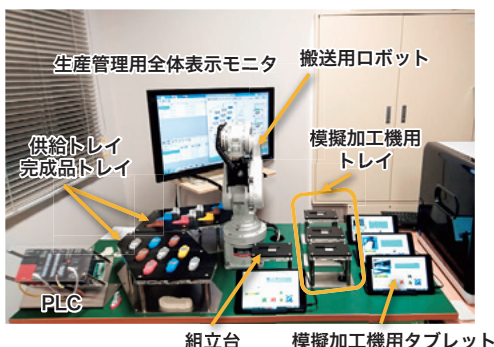 生産管理用全体表示モニタ
搬送用ロボット
供給トレイ
完成品トレイ
模擬加工機用
トレイ
PLC
組立台
模擬加工機用タブレット